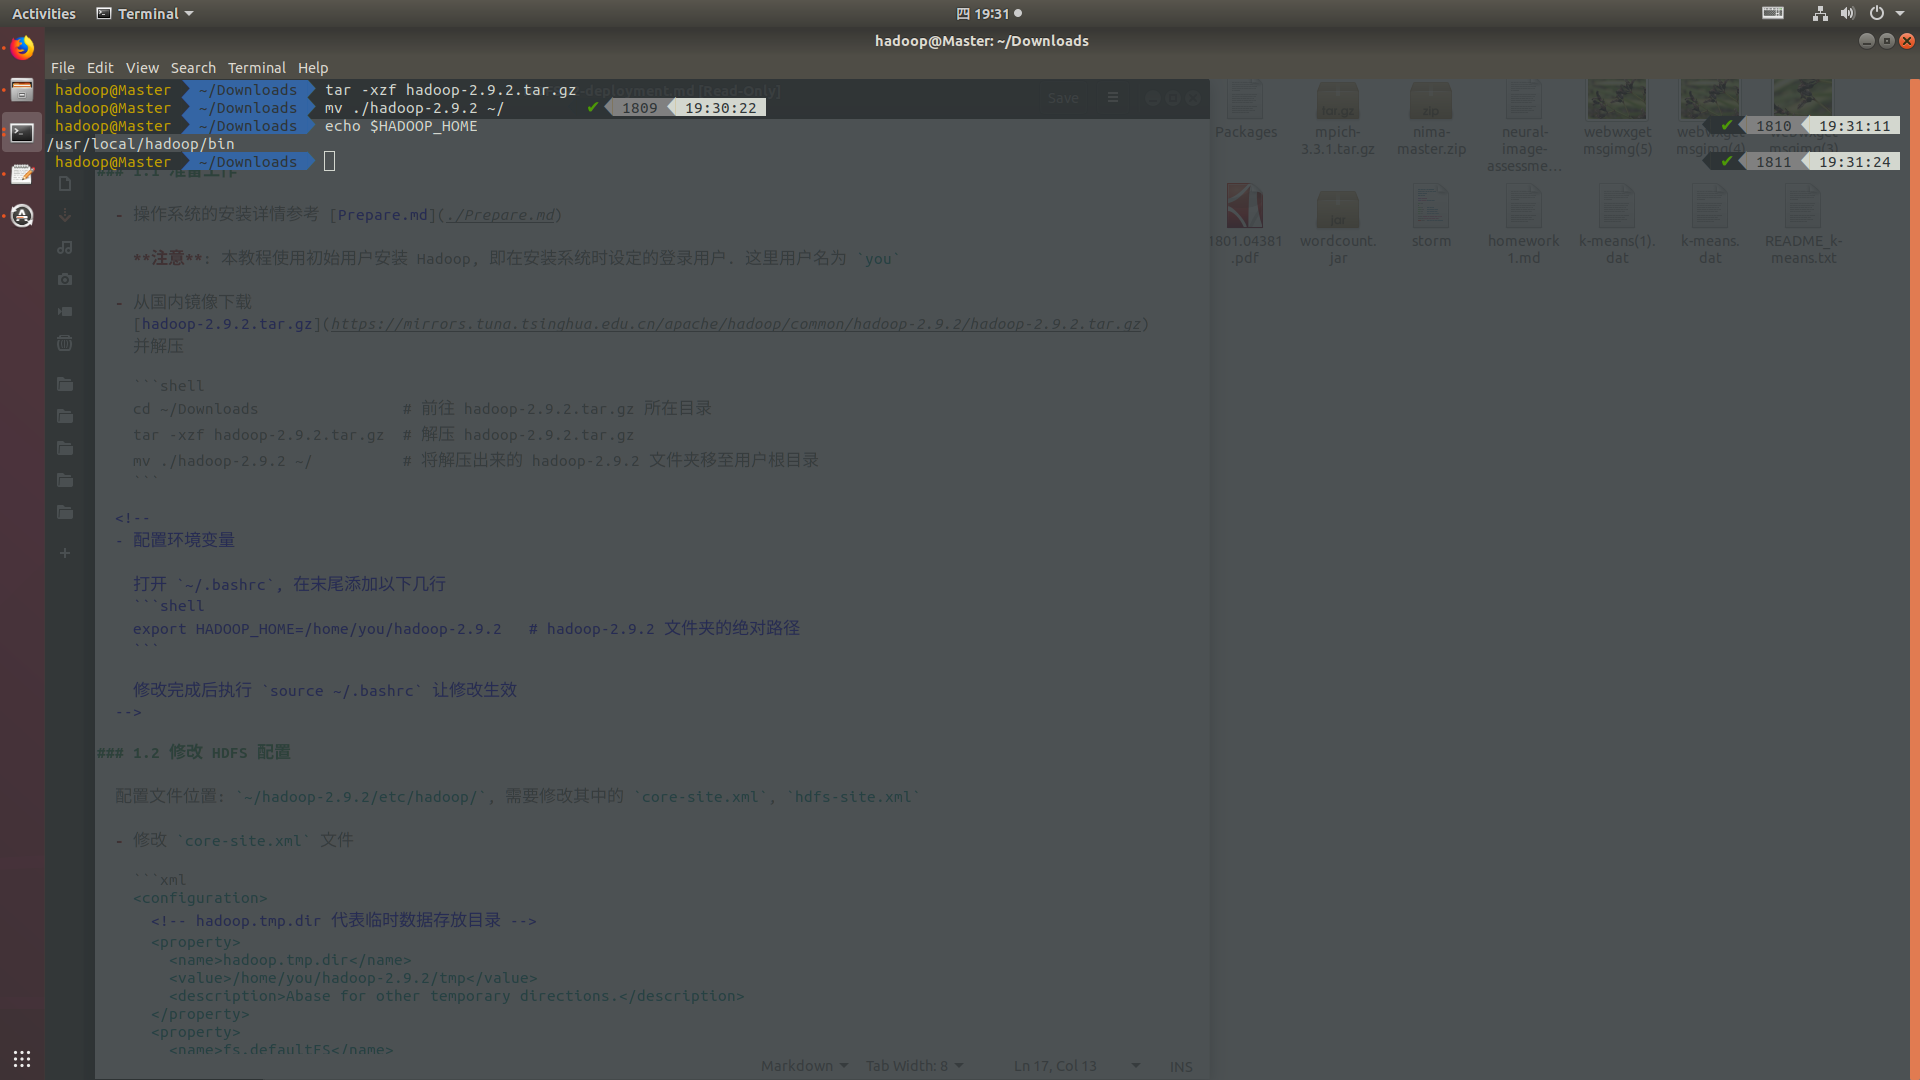 Activities Terminal 四 19:31
hadoop@Master: ~/Downloads
File Edit View Search Terminal Help
hadoop@Master ~/Downloads tar -xzf hadoop-2.9.2.tar.gz
hadoop@Master ~/Downloads mv ./hadoop-2.9.2 ~/ ✔ 1809 19:30:22
hadoop@Master ~/Downloads echo $HADOOP_HOME ✔ 1810 19:31:11
/usr/local/hadoop/bin
hadoop@Master ~/Downloads ✔ 1811 19:31:24
-deployment.md [Read-Only]
Save
### 1.1 准备工作
- 操作系统的安装详情参考 [Prepare.md](./Prepare.md)
**注意**: 本教程使用初始用户安装 Hadoop, 即在安装系统时设定的登录用户. 这里用户名为 `you`
- 从国内镜像下载
[hadoop-2.9.2.tar.gz](https://mirrors.tuna.tsinghua.edu.cn/apache/hadoop/common/hadoop-2.9.2/hadoop-2.9.2.tar.gz)
并解压
```shell
cd ~/Downloads # 前往 hadoop-2.9.2.tar.gz 所在目录
tar -xzf hadoop-2.9.2.tar.gz # 解压 hadoop-2.9.2.tar.gz
mv ./hadoop-2.9.2 ~/ # 将解压出来的 hadoop-2.9.2 文件夹移至用户根目录
```
<!--
- 配置环境变量
打开 `~/.bashrc`, 在末尾添加以下几行
```shell
export HADOOP_HOME=/home/you/hadoop-2.9.2 # hadoop-2.9.2 文件夹的绝对路径
```
修改完成后执行 `source ~/.bashrc` 让修改生效
-->
### 1.2 修改 HDFS 配置
配置文件位置: `~/hadoop-2.9.2/etc/hadoop/`, 需要修改其中的 `core-site.xml`, `hdfs-site.xml`
- 修改 `core-site.xml` 文件
```xml
<configuration>
<!-- hadoop.tmp.dir 代表临时数据存放目录 -->
<property>
<name>hadoop.tmp.dir</name>
<value>/home/you/hadoop-2.9.2/tmp</value>
<description>Abase for other temporary directions.</description>
</property>
<property>
<name>fs.defaultFS</name>
Markdown Tab Width: 8 Ln 17, Col 13 INS
tar.gz
zip
Packages
mpich-
3.3.1.tar.gz
nima-
master.zip
neural-
image-
assessme…
webwxget
msgimg(5)
webwxget
msgimg(4)
msgimg(3)
jar
1801.04381
.pdf
wordcount.
jar
storm
homework
1.md
k-means(1).
dat
k-means.
dat
README_k-
means.txt